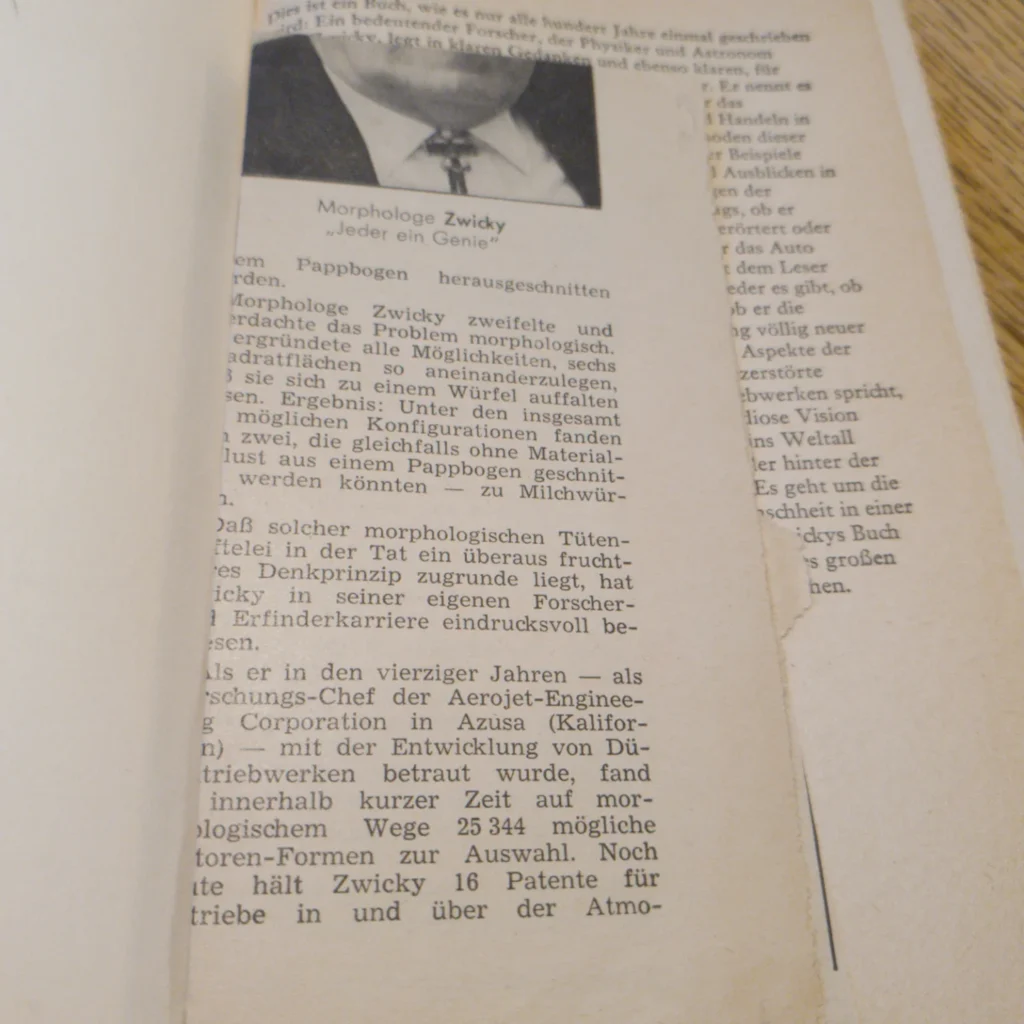 Dies ist ein Buch, wie es nur alle hundert Jahre einmal geschrieben
ird: Ein bedeutender Forscher, der Physiker und Astronom
wicky, legt in klaren Gedanken und ebenso klaren, für
r. Er nennt es
r das
d Handeln in
oden dieser
er Beispiele
l Ausblicken in
gen der
ags, ob er
erörtert oder
r das Auto
t dem Leser
eder es gibt, ob
ob er die
ng völlig neuer
Aspekte der
zerstörte
ebwerken spricht,
diose Vision
ins Weltall
der hinter der
Es geht um die
nschheit in einer
ickys Buch
es großen
hen.
Morphologe Zwicky
„Jeder ein Genie"
em Pappbogen herausgeschnitten
rden.
Morphologe Zwicky zweifelte und
erdachte das Problem morphologisch.
ergründete alle Möglichkeiten, sechs
adratflächen so aneinanderzulegen,
ß sie sich zu einem Würfel auffalten
sen. Ergebnis: Unter den insgesamt
möglichen Konfigurationen fanden
h zwei, die gleichfalls ohne Material-
lust aus einem Pappbogen geschnit-
werden könnten — zu Milchwür-
n.
Daß solcher morphologischen Tüten-
ftelei in der Tat ein überaus frucht-
res Denkprinzip zugrunde liegt, hat
icky in seiner eigenen Forscher-
d Erfinderkarriere eindrucksvoll be-
esen.
Als er in den vierziger Jahren — als
rschungs-Chef der Aerojet-Enginee-
g Corporation in Azusa (Kalifor-
n) — mit der Entwicklung von Dü-
triebwerken betraut wurde, fand
innerhalb kurzer Zeit auf mor-
ologischem Wege 25 344 mögliche
toren-Formen zur Auswahl. Noch
ute hält Zwicky 16 Patente für
triebe in und über der Atmo-